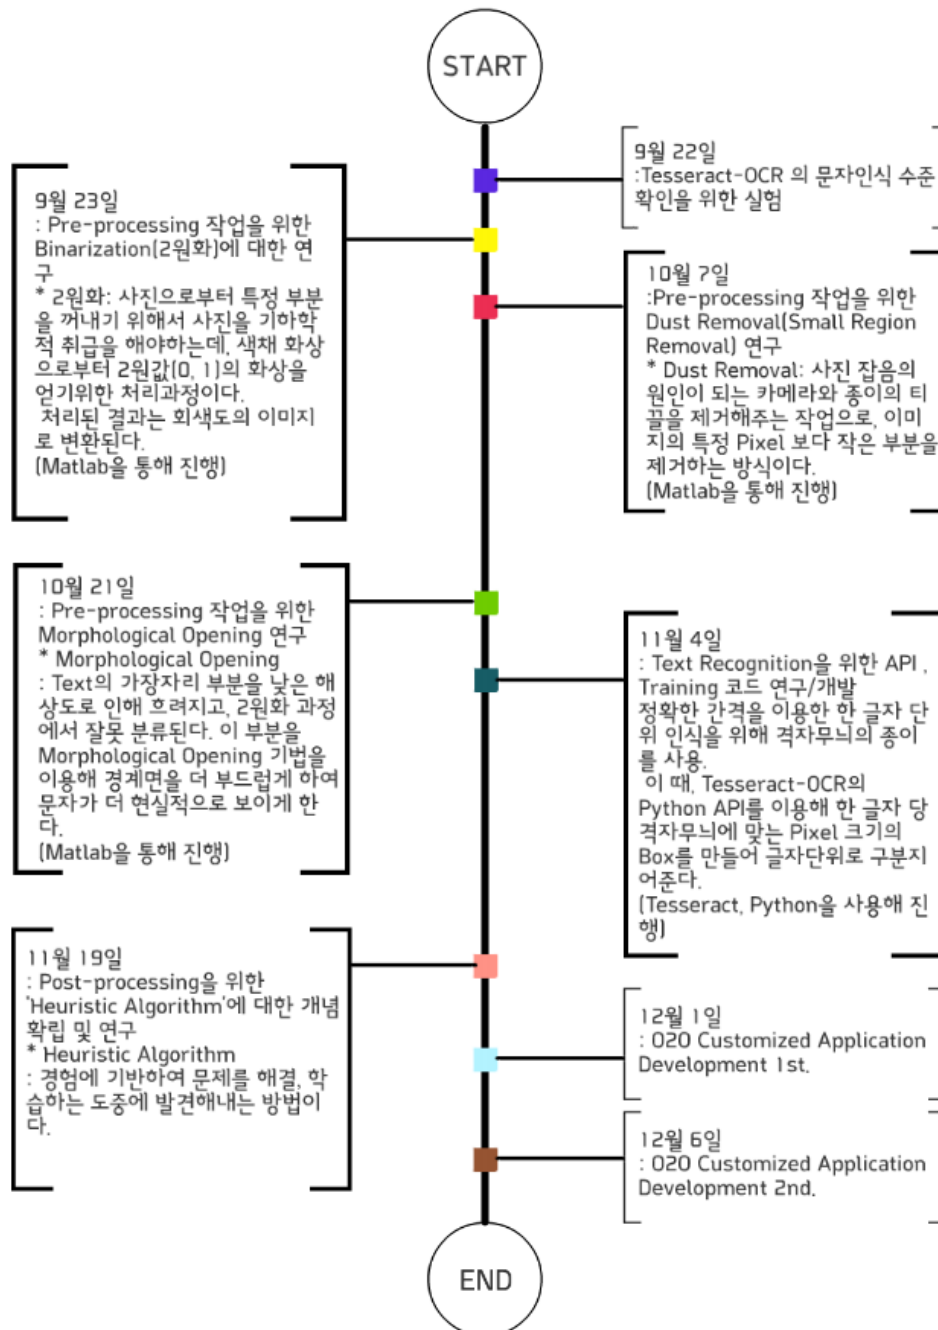 START
9월 22일
:Tesseract-OCR 의 문자인식 수준
확인을 위한 실험
9월 23일
: Pre-processing 작업을 위한
Binarization(2원화)에 대한 연
구
* 2원화: 사진으로부터 특정 부분
을 꺼내기 위해서 사진을 기하학
적 취급을 해야하는데, 색채 화상
으로부터 2원값(0, 1)의 화상을
얻기위한 처리과정이다.
처리된 결과는 회색도의 이미지
로 변환된다.
(Matlab을 통해 진행)
10월 7일
:Pre-processing 작업을 위한
Dust Removal(Small Region
Removal) 연구
* Dust Removal: 사진 잡음의
원인이 되는 카메라와 종이의 티
끌을 제거해주는 작업으로, 이미
지의 특정 Pixel 보다 작은 부분을
제거하는 방식이다.
(Matlab을 통해 진행)
10월 21일
: Pre-processing 작업을 위한
Morphological Opening 연구
* Morphological Opening
: Text의 가장자리 부분을 낮은 해
상도로 인해 흐려지고, 2원화 과정
에서 잘못 분류된다. 이 부분을
Morphological Opening 기법을
이용해 경계면을 더 부드럽게 하여
문자가 더 현실적으로 보이게 한
다.
(Matlab을 통해 진행)
11월 4일
: Text Recognition을 위한 API ,
Training 코드 연구/개발
정확한 간격을 이용한 한 글자 단
위 인식을 위해 격자무늬의 종이
를 사용.
이 때, Tesseract-OCR의
Python API를 이용해 한 글자 당
격자무늬에 맞는 Pixel 크기의
Box를 만들어 글자단위로 구분지
어준다.
(Tesseract, Python을 사용해 진
행)
11월 19일
: Post-processing을 위한
'Heuristic Algorithm'에 대한 개념
확립 및 연구
* Heuristic Algorithm
: 경험에 기반하여 문제를 해결, 학
습하는 도중에 발견해내는 방법이
다.
12월 1일
: O2O Customized Application
Development 1st.
12월 6일
: O2O Customized Application
Development 2nd.
END